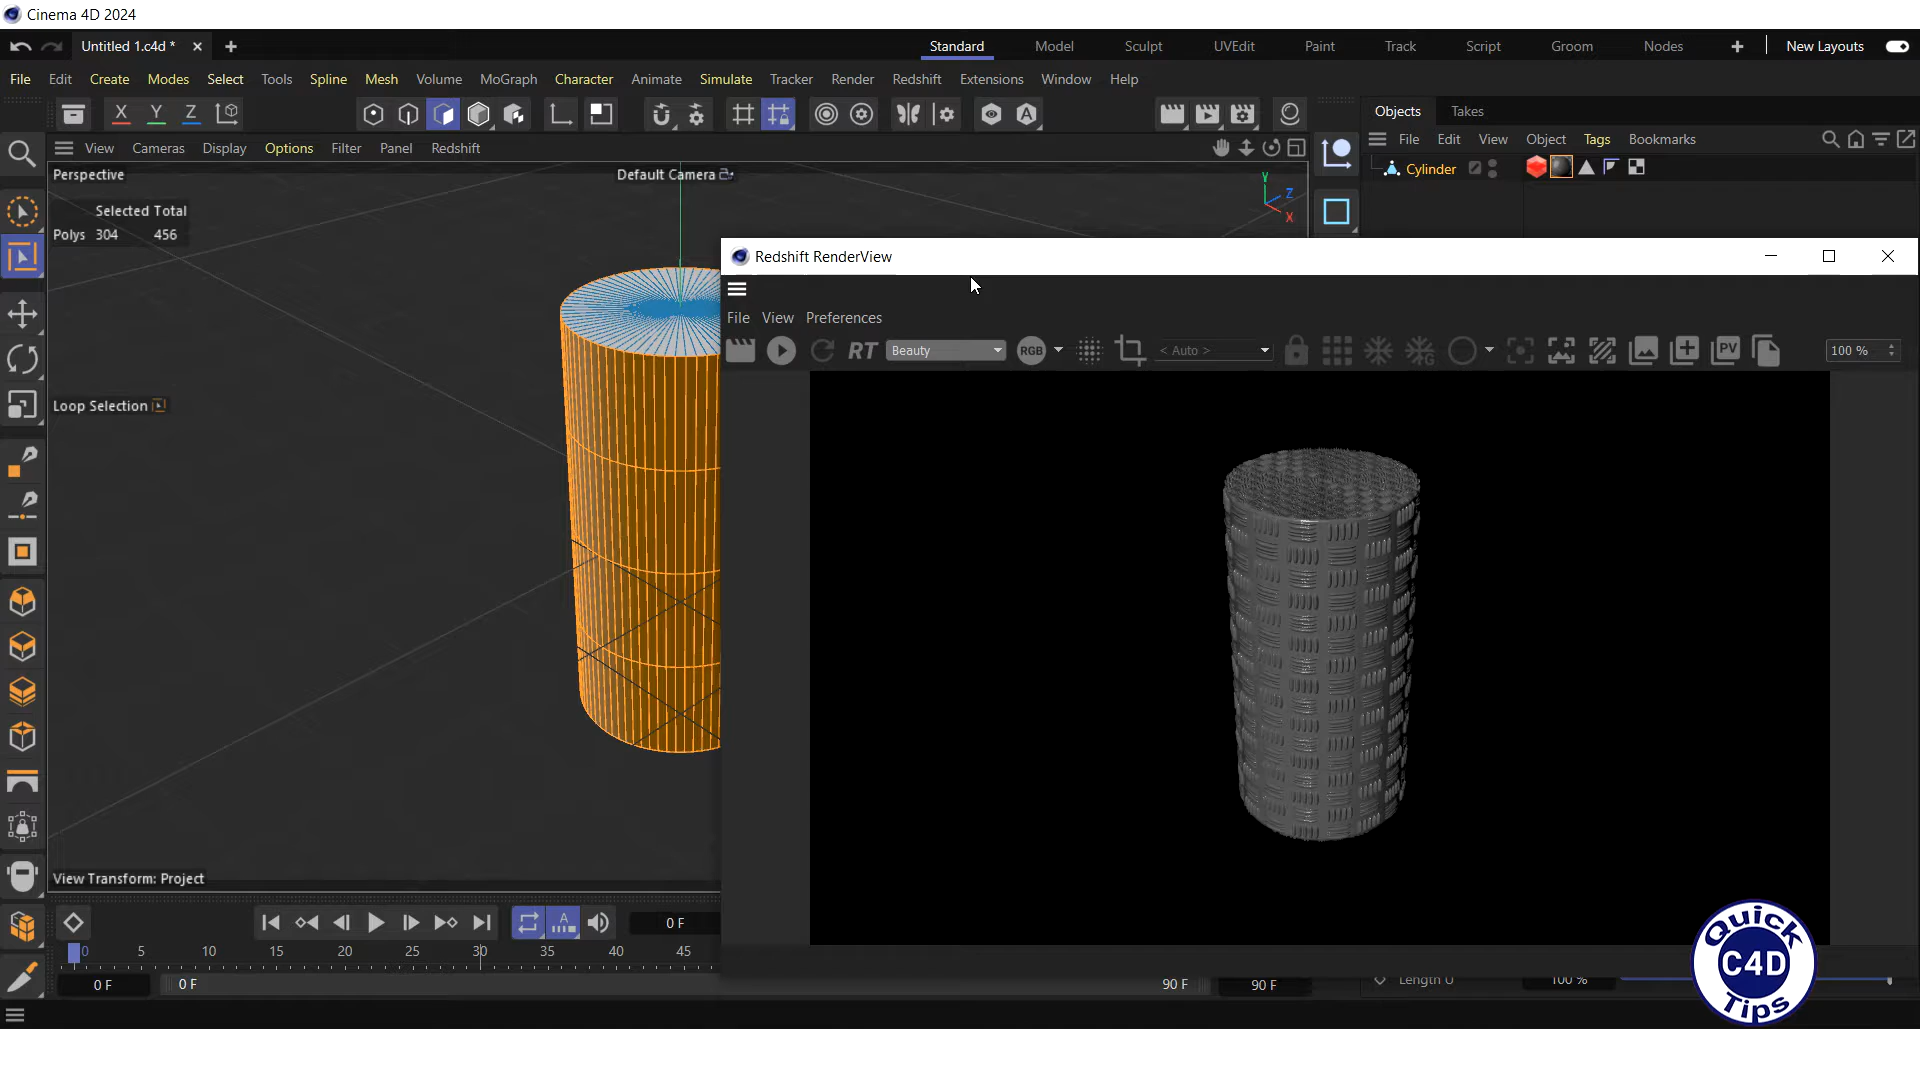 Cinema 4D 2024
Untitled 1.c4d *
Standard Model Sculpt UVEdit Paint Track Script Groom Nodes New Layouts
File Edit Create Modes Select Tools Spline Mesh Volume MoGraph Character Animate Simulate Tracker Render Redshift Extensions Window Help
X Y Z
Objects Takes
View Cameras Display Options Filter Panel Redshift
File Edit View Object Tags Bookmarks
Perspective
Default Camera
Y
Z
X
Cylinder
Selected Total
Polys 304 456
Redshift RenderView
File View Preferences
RT Beauty RGB < Auto > PV 100 %
Loop Selection
View Transform: Project
0 F
0 5 10 15 20 25 30 35 40 45
0 F 0 F 90 F 90 F
Length U 100 %
Quick
C4D
Tips